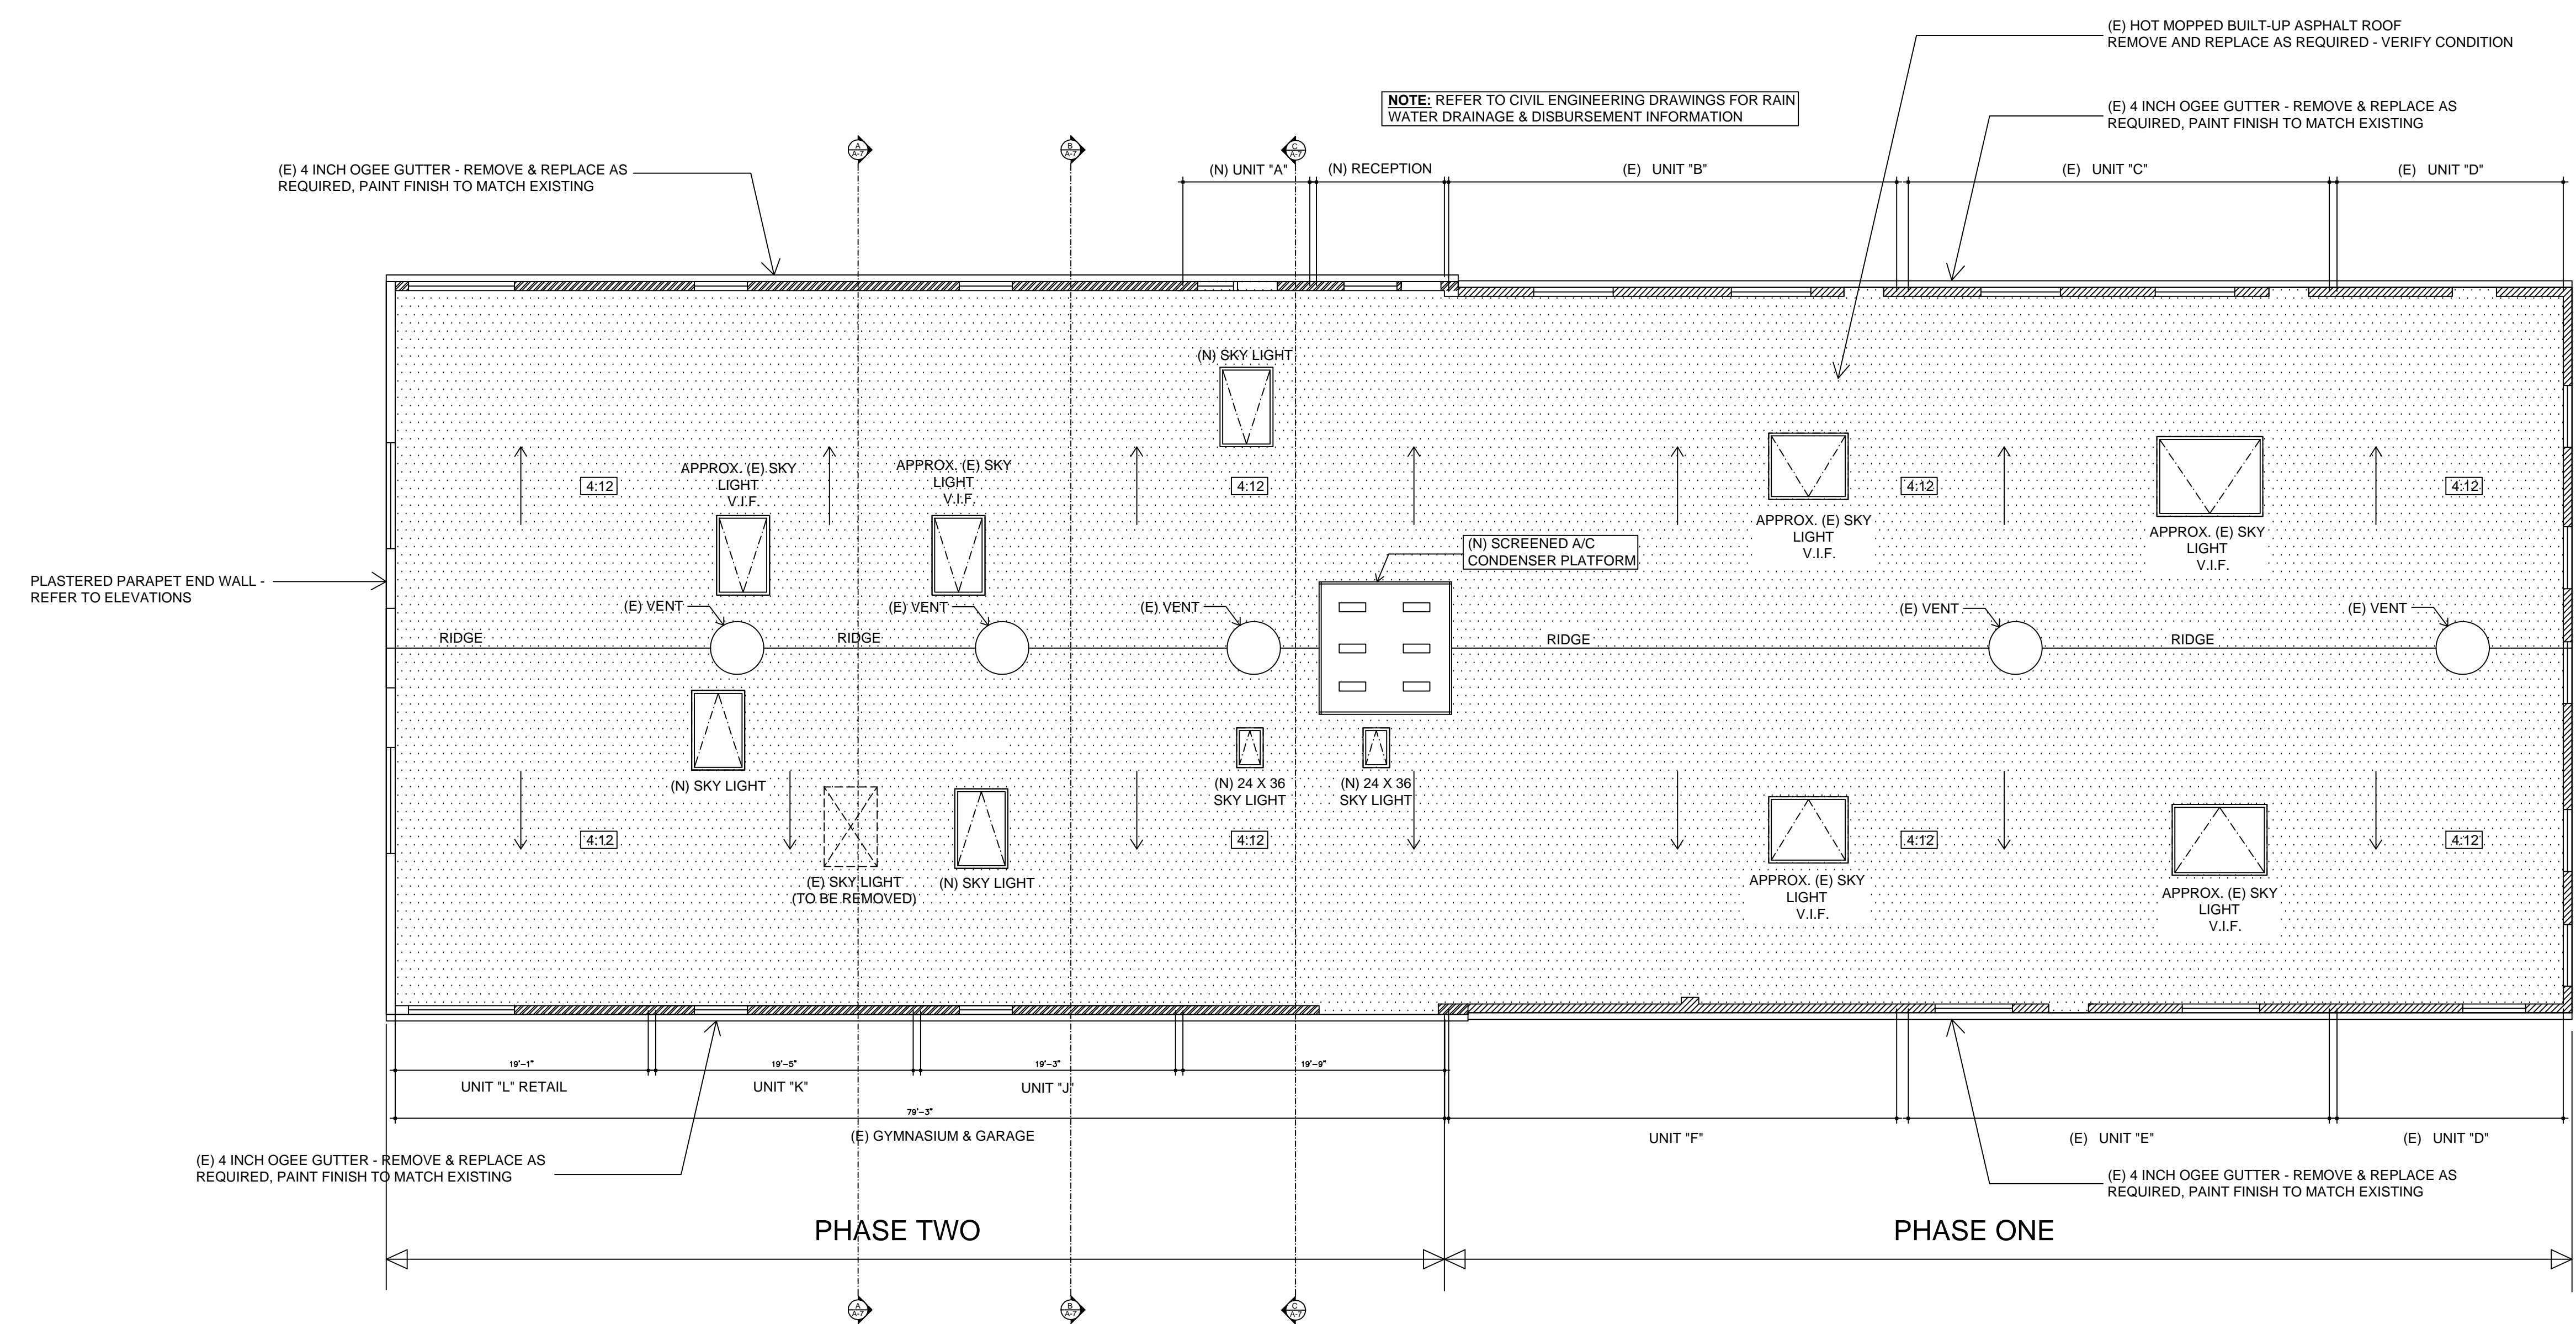 (E) HOT MOPPED BUILT-UP ASPHALT ROOF
REMOVE AND REPLACE AS REQUIRED - VERIFY CONDITION
NOTE: REFER TO CIVIL ENGINEERING DRAWINGS FOR RAIN
WATER DRAINAGE & DISBURSEMENT INFORMATION
(E) 4 INCH OGEE GUTTER - REMOVE & REPLACE AS
REQUIRED, PAINT FINISH TO MATCH EXISTING
A
A-7
B
A-7
C
A-7
(E) 4 INCH OGEE GUTTER - REMOVE & REPLACE AS
REQUIRED, PAINT FINISH TO MATCH EXISTING
(N) UNIT "A"
(N) RECEPTION
(E) UNIT "B"
(E) UNIT "C"
(E) UNIT "D"
(N) SKY LIGHT
APPROX. (E) SKY
LIGHT
V.I.F.
APPROX. (E) SKY
LIGHT
V.I.F.
4:12
4:12
4:12
4:12
APPROX. (E) SKY
LIGHT
V.I.F.
APPROX. (E) SKY
LIGHT
V.I.F.
(N) SCREENED A/C
CONDENSER PLATFORM
PLASTERED PARAPET END WALL -
REFER TO ELEVATIONS
(E) VENT
(E) VENT
(E) VENT
(E) VENT
(E) VENT
RIDGE
RIDGE
RIDGE
RIDGE
(N) SKY LIGHT
(N) 24 X 36
SKY LIGHT
(N) 24 X 36
SKY LIGHT
4:12
4:12
4:12
4:12
(E) SKY LIGHT
(TO BE REMOVED)
(N) SKY LIGHT
APPROX. (E) SKY
LIGHT
V.I.F.
APPROX. (E) SKY
LIGHT
V.I.F.
19'-1"
19'-5"
19'-3"
19'-9"
UNIT "L" RETAIL
UNIT "K"
UNIT "J"
79'-3"
(E) GYMNASIUM & GARAGE
UNIT "F"
(E) UNIT "E"
(E) UNIT "D"
(E) 4 INCH OGEE GUTTER - REMOVE & REPLACE AS
REQUIRED, PAINT FINISH TO MATCH EXISTING
(E) 4 INCH OGEE GUTTER - REMOVE & REPLACE AS
REQUIRED, PAINT FINISH TO MATCH EXISTING
PHASE TWO
PHASE ONE
A
A-7
B
A-7
C
A-7